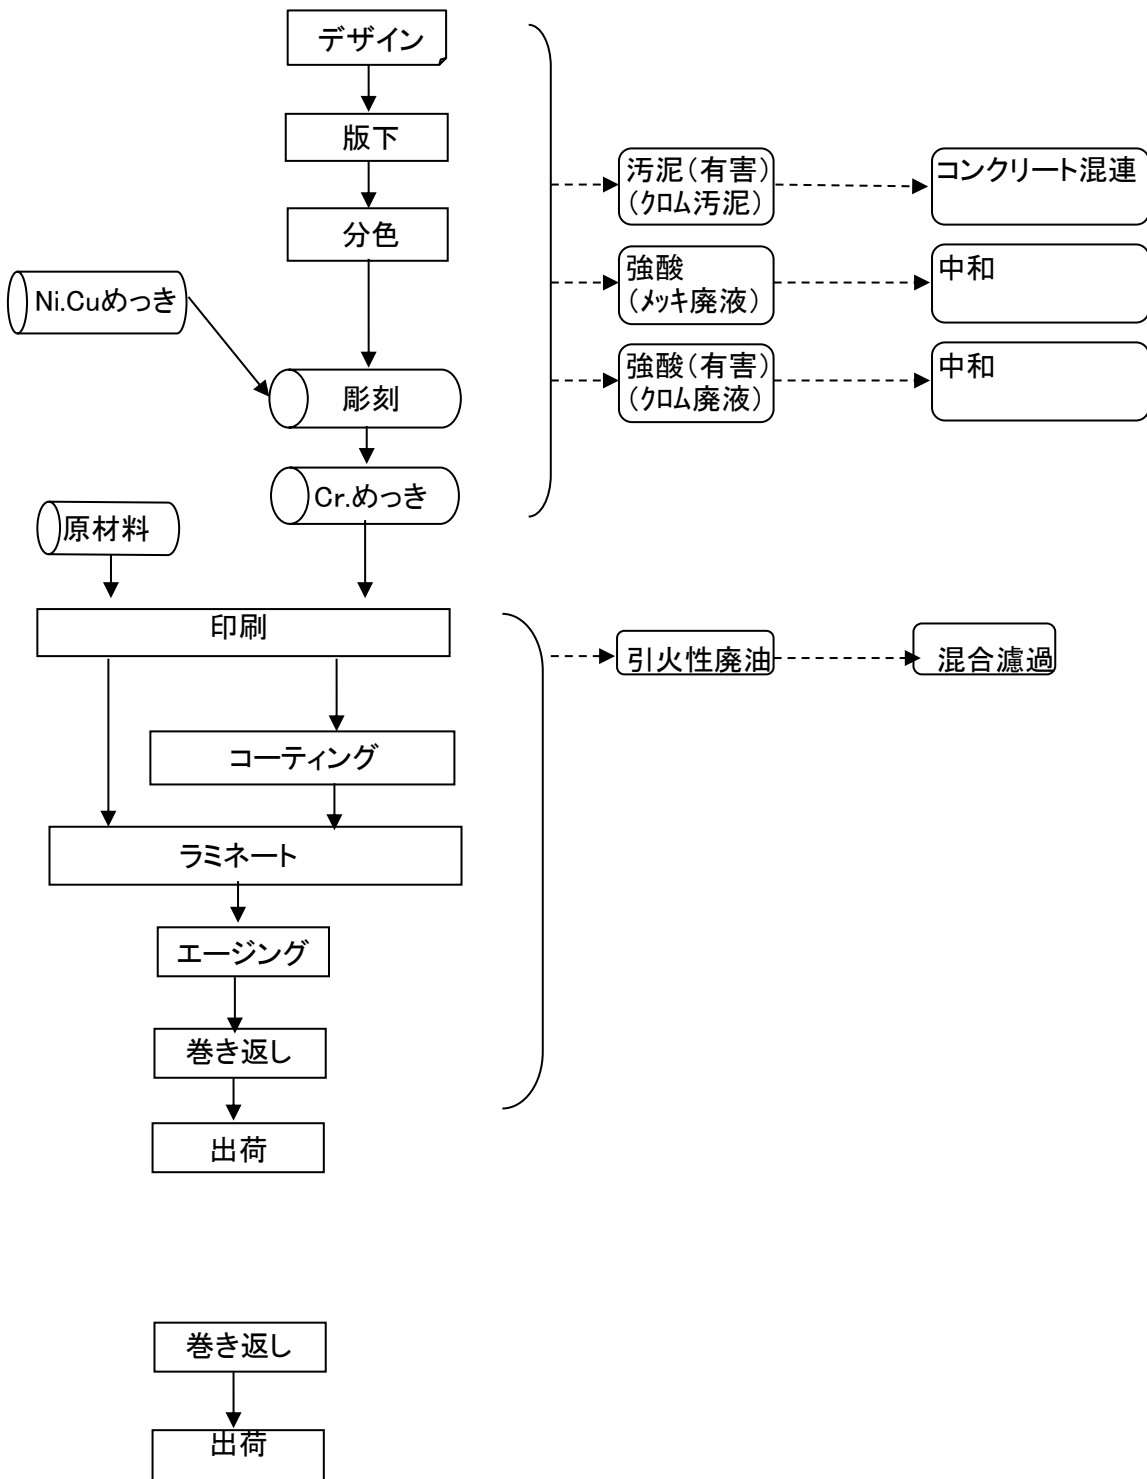 デザイン
版下
分色
Ni.Cuめっき
彫刻
Cr.めっき
汚泥(有害)
(ｸﾛﾑ汚泥)
コンクリート混連
強酸
(ﾒｯｷ廃液)
中和
強酸(有害)
(ｸﾛﾑ廃液)
中和
原材料
印刷
引火性廃油
混合濾過
コーティング
ラミネート
エージング
巻き返し
出荷
巻き返し
出荷